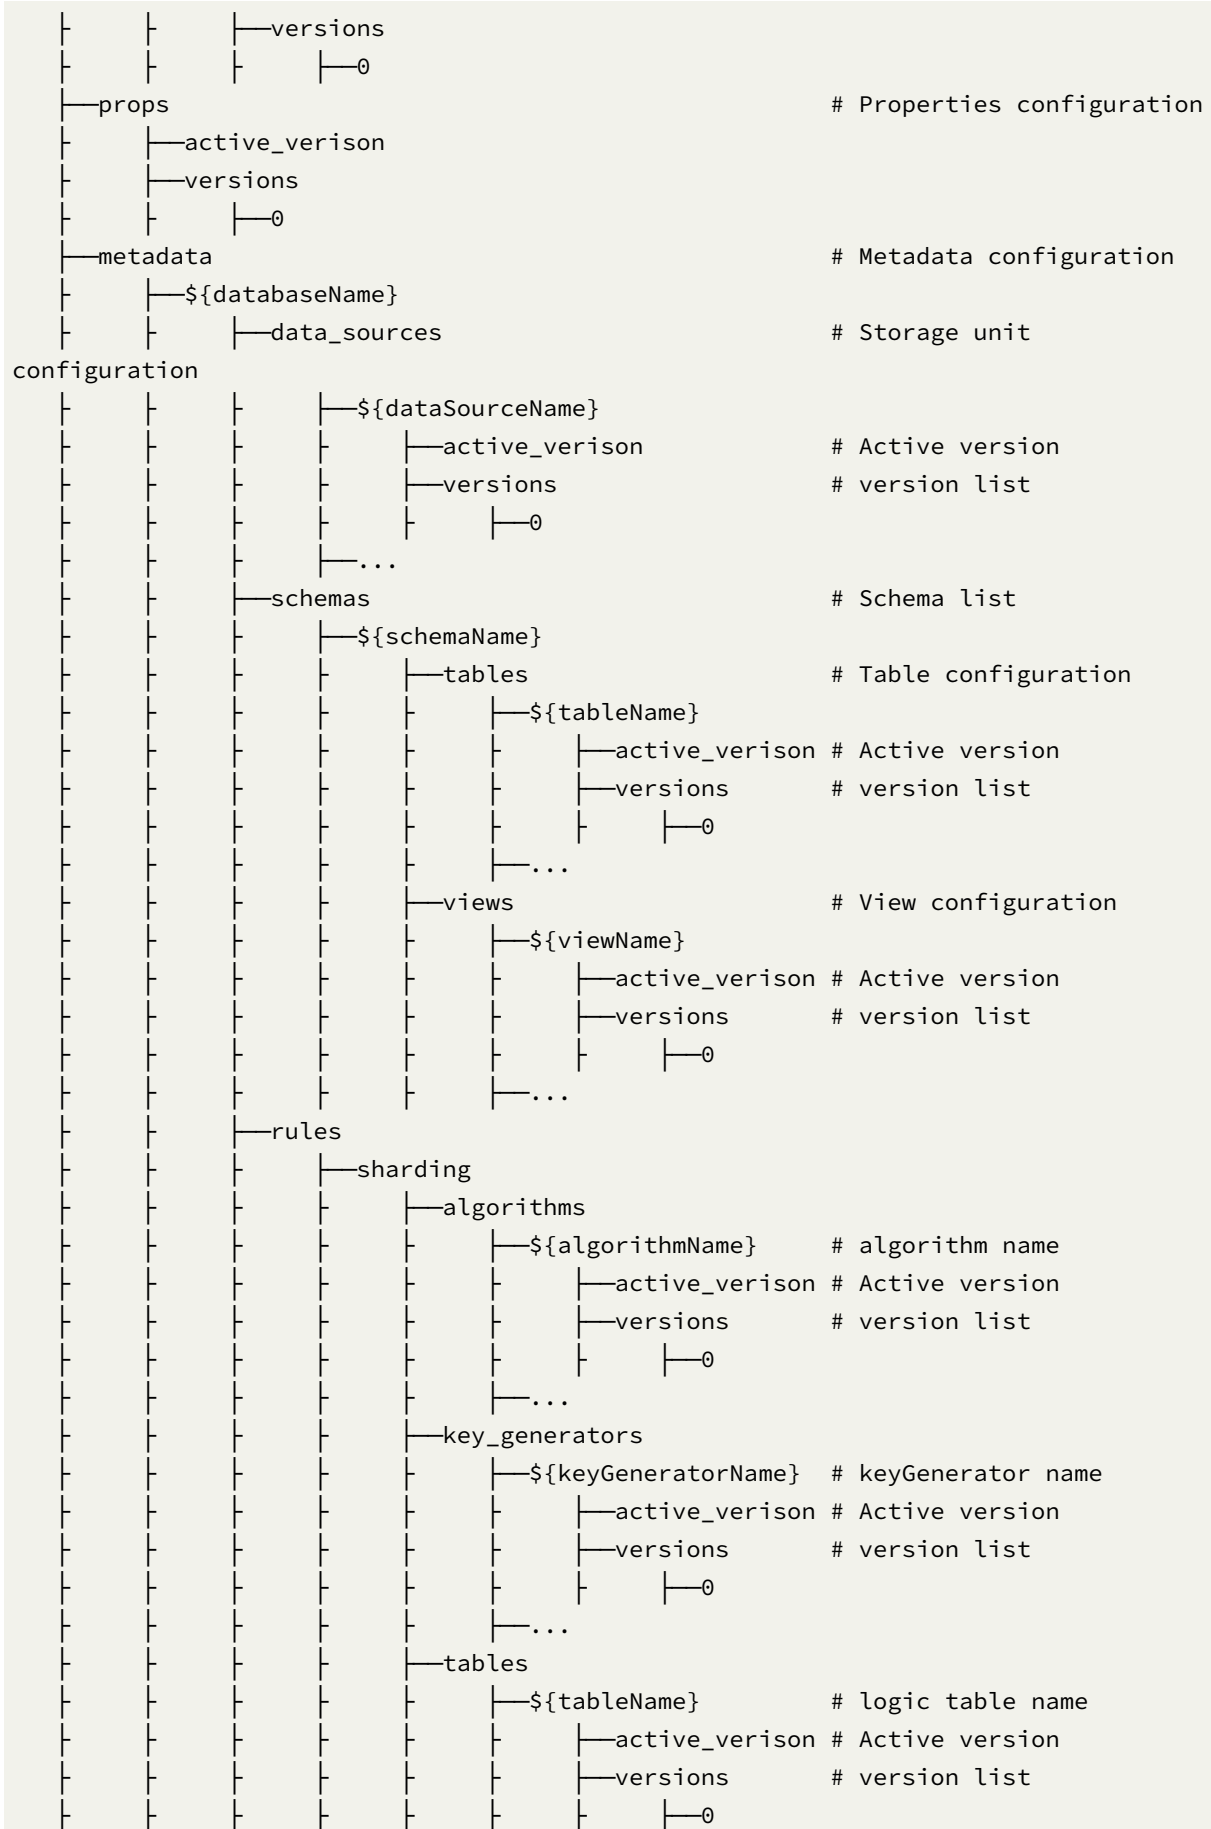 ├      ├      ├──versions
├      ├      ├      ├──0
├──props                                             # Properties configuration
├      ├──active_verison
├      ├──versions
├      ├      ├──0
├──metadata                                          # Metadata configuration
├      ├──${databaseName}
├      ├      ├──data_sources                        # Storage unit
configuration
├      ├      ├      ├──${dataSourceName}
├      ├      ├      ├      ├──active_verison        # Active version
├      ├      ├      ├      ├──versions              # version list
├      ├      ├      ├      ├      ├──0
├      ├      ├      ├──...
├      ├      ├──schemas                             # Schema list
├      ├      ├      ├──${schemaName}
├      ├      ├      ├      ├──tables                # Table configuration
├      ├      ├      ├      ├      ├──${tableName}
├      ├      ├      ├      ├      ├      ├──active_verison # Active version
├      ├      ├      ├      ├      ├      ├──versions       # version list
├      ├      ├      ├      ├      ├      ├      ├──0
├      ├      ├      ├      ├      ├──...
├      ├      ├      ├      ├──views                 # View configuration
├      ├      ├      ├      ├      ├──${viewName}
├      ├      ├      ├      ├      ├      ├──active_verison # Active version
├      ├      ├      ├      ├      ├      ├──versions       # version list
├      ├      ├      ├      ├      ├      ├      ├──0
├      ├      ├      ├      ├      ├──...
├      ├      ├──rules
├      ├      ├      ├──sharding
├      ├      ├      ├      ├──algorithms
├      ├      ├      ├      ├      ├──${algorithmName}     # algorithm name
├      ├      ├      ├      ├      ├      ├──active_verison # Active version
├      ├      ├      ├      ├      ├      ├──versions       # version list
├      ├      ├      ├      ├      ├      ├      ├──0
├      ├      ├      ├      ├      ├──...
├      ├      ├      ├      ├──key_generators
├      ├      ├      ├      ├      ├──${keyGeneratorName}  # keyGenerator name
├      ├      ├      ├      ├      ├      ├──active_verison # Active version
├      ├      ├      ├      ├      ├      ├──versions       # version list
├      ├      ├      ├      ├      ├      ├      ├──0
├      ├      ├      ├      ├      ├──...
├      ├      ├      ├      ├──tables
├      ├      ├      ├      ├      ├──${tableName}         # logic table name
├      ├      ├      ├      ├      ├      ├──active_verison # Active version
├      ├      ├      ├      ├      ├      ├──versions       # version list
├      ├      ├      ├      ├      ├      ├      ├──0